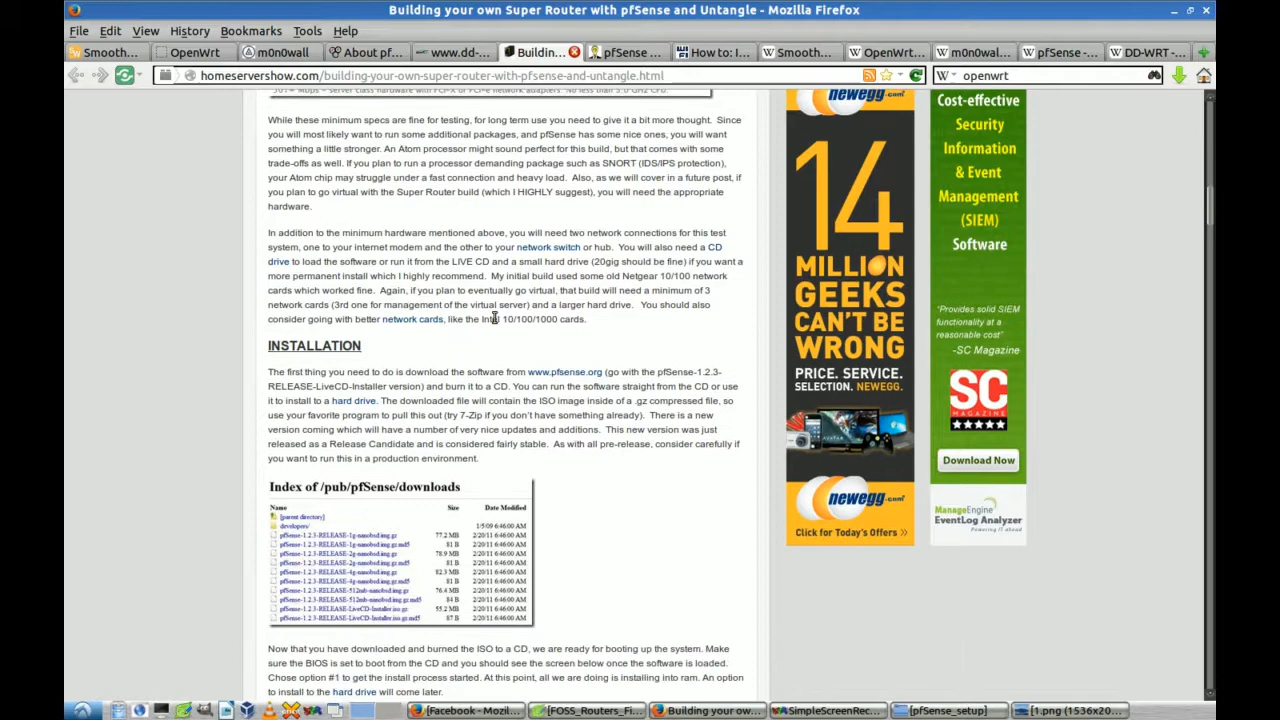 Building your own Super Router with pfSense and Untangle - Mozilla Firefox
File Edit View History Bookmarks Tools Help
Smooth... OpenWrt m0n0wall About pf... www.dd-... Buildin... pfSense ... How to: I... Smooth... OpenWr... m0n0wal... pfSense -... DD-WRT -...
homeservershow.com/building-your-own-super-router-with-pfsense-and-untangle.html openwrt
While these minimum specs are fine for testing, for long term use you need to give it a bit more thought. Since
you will most likely want to run some additional packages, and pfSense has some nice ones, you will want
something a little stronger. An Atom processor might sound perfect for this build, but that comes with some
trade-offs as well. If you plan to run a processor demanding package such as SNORT (IDS/IPS protection),
your Atom chip may struggle under a fast connection and heavy load. Also, as we will cover in a future post, if
you plan to go virtual with the Super Router build (which I HIGHLY suggest), you will need the appropriate
hardware.
In addition to the minimum hardware mentioned above, you will need two network connections for this test
system, one to your internet modem and the other to your network switch or hub. You will also need a CD
drive to load the software or run it from the LIVE CD and a small hard drive (20gig should be fine) if you want a
more permanent install which I highly recommend. My initial build used some old Netgear 10/100 network
cards which worked fine. Again, if you plan to eventually go virtual, that build will need a minimum of 3
network cards (3rd one for management of the virtual server) and a larger hard drive. You should also
consider going with better network cards, like the Intel 10/100/1000 cards.
INSTALLATION
The first thing you need to do is download the software from www.pfsense.org (go with the pfSense-1.2.3-
RELEASE-LiveCD-Installer version) and burn it to a CD. You can run the software straight from the CD or use
it to install to a hard drive. The downloaded file will contain the ISO image inside of a .gz compressed file, so
use your favorite program to pull this out (try 7-Zip if you don't have something already). There is a new
version coming which will have a number of very nice updates and additions. This new version was just
released as a Release Candidate and is considered fairly stable. As with all pre-release, consider carefully if
you want to run this in a production environment.
Index of /pub/pfSense/downloads
Name Size Date Modified
[parent directory]
developers/ 1/5/09 6:46:00 AM
pfSense-1.2.3-RELEASE-1g-nanobsd.img.gz 77.2 MB 2/20/11 6:46:00 AM
pfSense-1.2.3-RELEASE-1g-nanobsd.img.gz.md5 81 B 2/20/11 6:46:00 AM
pfSense-1.2.3-RELEASE-2g-nanobsd.img.gz 78.9 MB 2/20/11 6:46:00 AM
pfSense-1.2.3-RELEASE-2g-nanobsd.img.gz.md5 81 B 2/20/11 6:46:00 AM
pfSense-1.2.3-RELEASE-4g-nanobsd.img.gz 82.3 MB 2/20/11 6:46:00 AM
pfSense-1.2.3-RELEASE-4g-nanobsd.img.gz.md5 81 B 2/20/11 6:46:00 AM
pfSense-1.2.3-RELEASE-512mb-nanobsd.img.gz 76.4 MB 2/20/11 6:46:00 AM
pfSense-1.2.3-RELEASE-512mb-nanobsd.img.gz.md5 84 B 2/20/11 6:46:00 AM
pfSense-1.2.3-RELEASE-LiveCD-Installer.iso.gz 55.2 MB 2/20/11 6:46:00 AM
pfSense-1.2.3-RELEASE-LiveCD-Installer.iso.gz.md5 87 B 2/20/11 6:46:00 AM
Now that you have downloaded and burned the ISO to a CD, we are ready for booting up the system. Make
sure the BIOS is set to boot from the CD and you should see the screen below once the software is loaded.
Chose option #1 to get the install process started. At this point, all we are doing is installing into ram. An option
to install to the hard drive will come later.
newegg.com
14
MILLION
GEEKS
CAN'T BE
WRONG
PRICE. SERVICE.
SELECTION. NEWEGG.
newegg.com
Click for Today's Offers >>
Cost-effective
Security
Information
& Event
Management
(SIEM)
Software
"Provides solid SIEM
functionality at a
reasonable cost"
-SC Magazine
SC
MAGAZINE
Download Now
ManageEngine
EventLog Analyzer
Powering IT ahead
[Facebook - Mozil... [FOSS_Routers_Fi... Building your ow... SimpleScreenRec... [pfSense_setup] [1.png (1536x20...